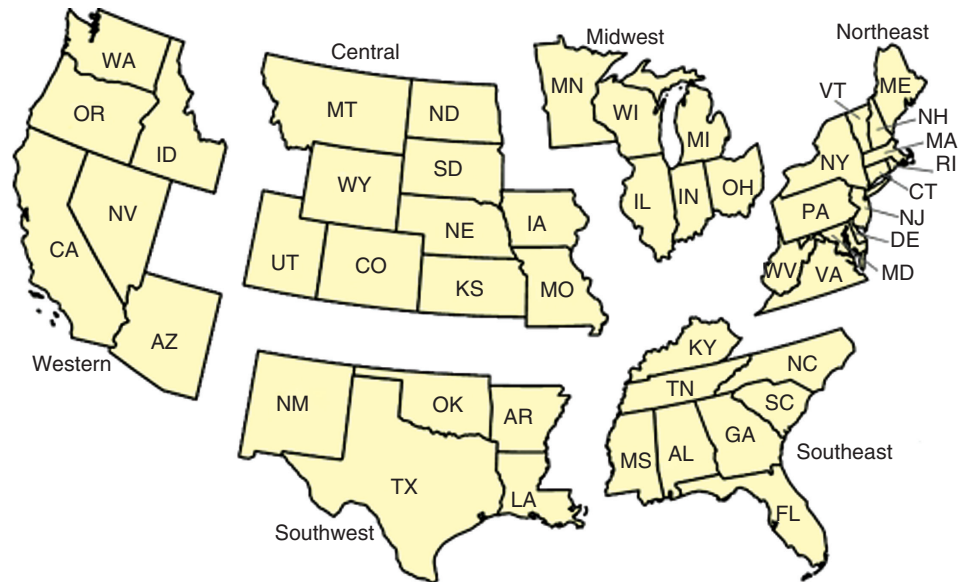 Western
WA
OR
ID
CA
NV
AZ
Central
MT
ND
SD
WY
NE
IA
UT
CO
KS
MO
Midwest
MN
WI
MI
IL
IN
OH
Northeast
ME
VT
NH
MA
RI
NY
CT
PA
NJ
DE
MD
WV
VA
Southwest
NM
OK
AR
TX
LA
Southeast
KY
NC
TN
SC
GA
MS
AL
FL